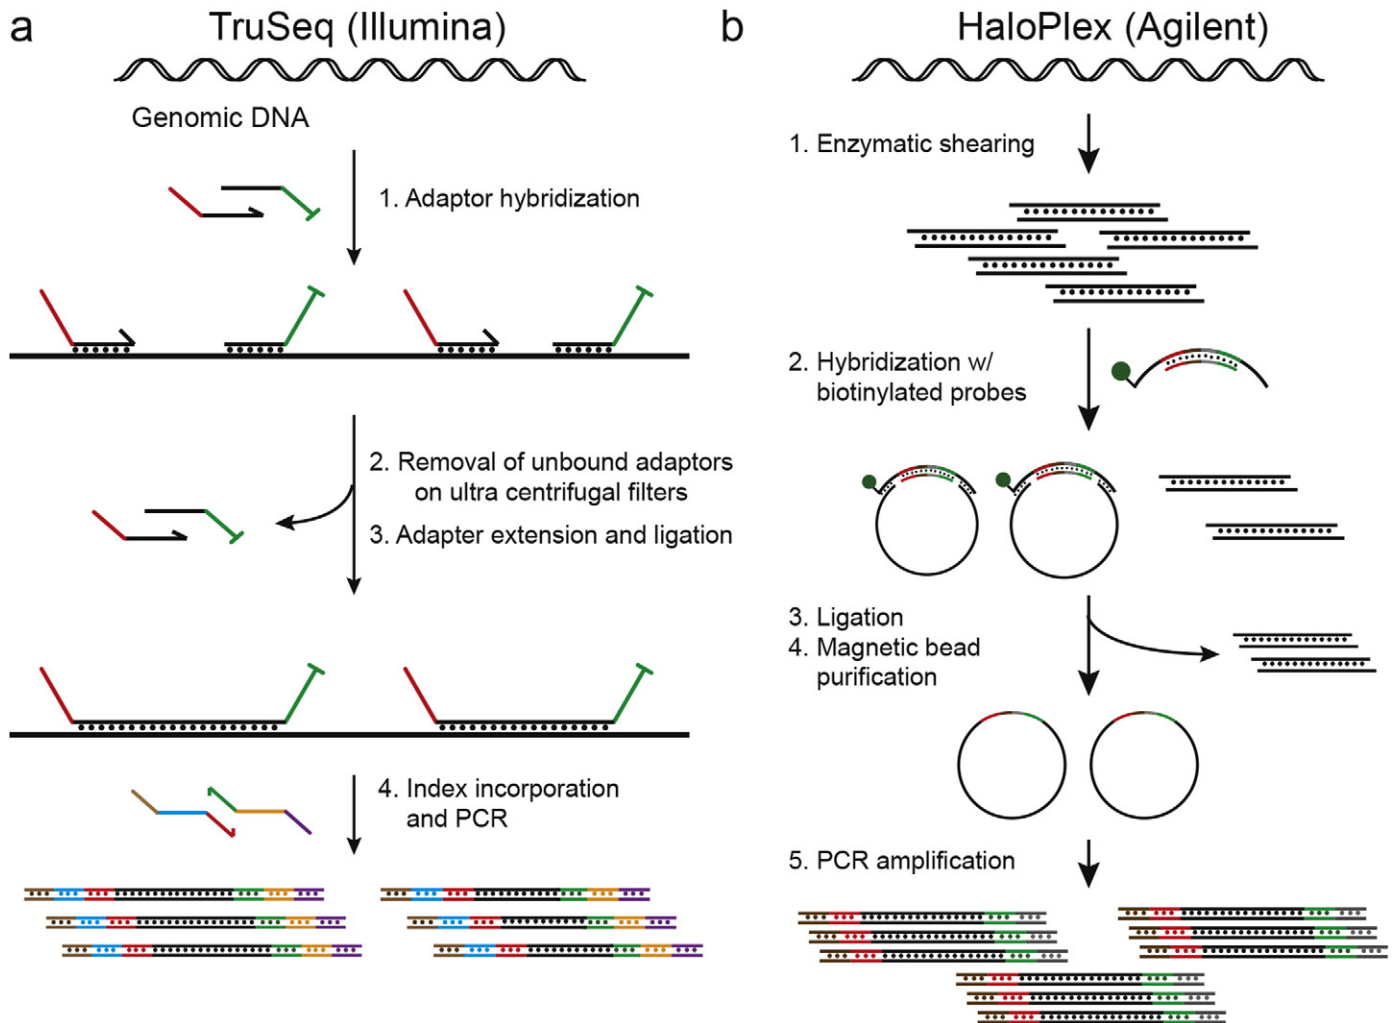 a
TruSeq (Illumina)
Genomic DNA
1. Adaptor hybridization
2. Removal of unbound adaptors
on ultra centrifugal filters
3. Adapter extension and ligation
4. Index incorporation
and PCR
b
HaloPlex (Agilent)
1. Enzymatic shearing
2. Hybridization w/
biotinylated probes
3. Ligation
4. Magnetic bead
purification
5. PCR amplification